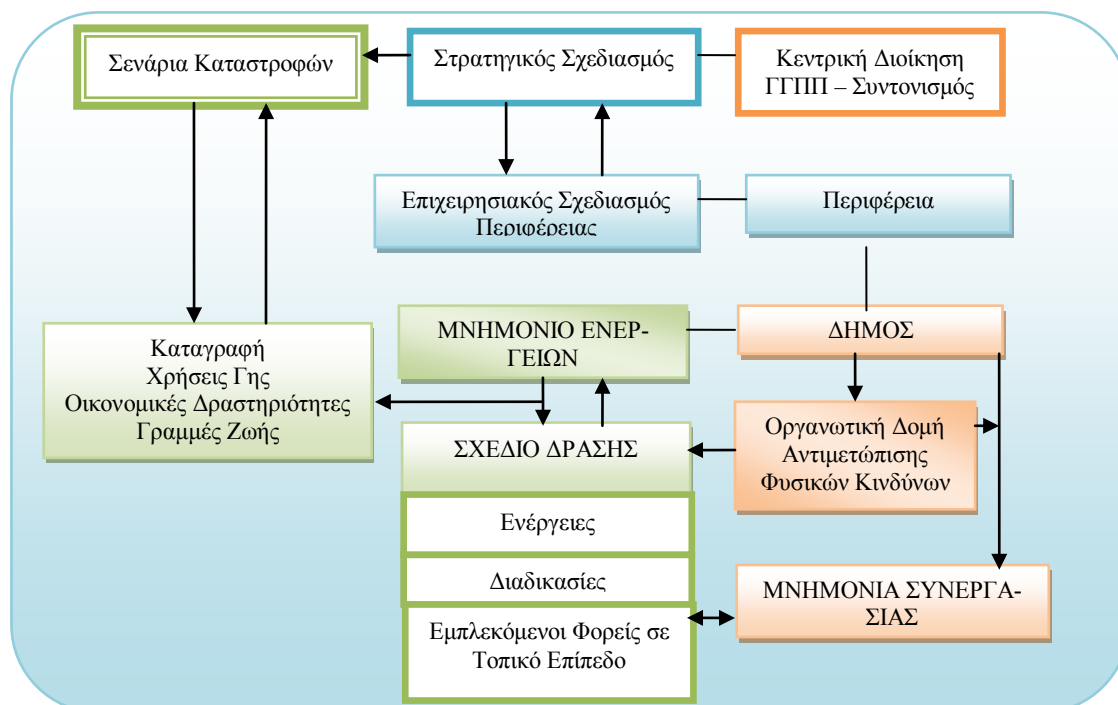 Σενάρια Καταστροφών
Στρατηγικός Σχεδιασμός
Κεντρική Διοίκηση
ΓΓΠΠ – Συντονισμός
Επιχειρησιακός Σχεδιασμός
Περιφέρειας
Περιφέρεια
Καταγραφή
Χρήσεις Γης
Οικονομικές Δραστηριότητες
Γραμμές Ζωής
ΜΝΗΜΟΝΙΟ ΕΝΕΡ-
ΓΕΙΩΝ
ΔΗΜΟΣ
ΣΧΕΔΙΟ ΔΡΑΣΗΣ
Οργανωτική Δομή
Αντιμετώπισης
Φυσικών Κινδύνων
Ενέργειες
Διαδικασίες
Εμπλεκόμενοι Φορείς σε
Τοπικό Επίπεδο
ΜΝΗΜΟΝΙΑ ΣΥΝΕΡΓΑ-
ΣΙΑΣ